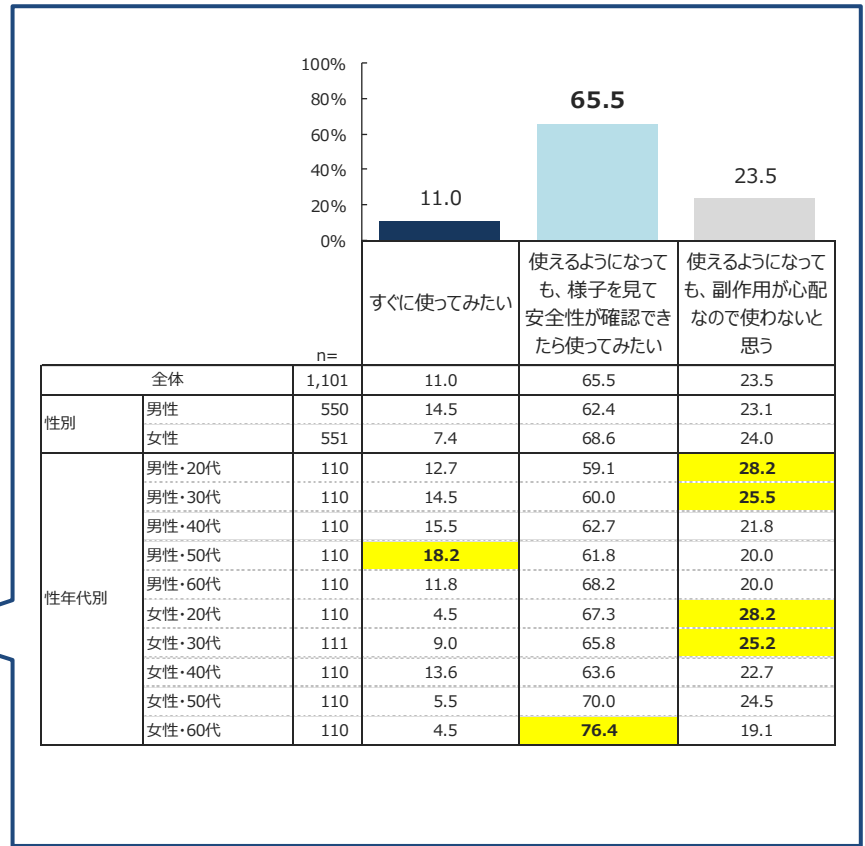 100%
80%
60%
40%
20%
0%
11.0
65.5
23.5
n=
すぐに使ってみたい
使えるようになって
も、様子を見て
安全性が確認でき
たら使ってみたい
使えるようになって
も、副作用が心配
なので使わないと
思う
全体 1,101 11.0 65.5 23.5
性別
男性 550 14.5 62.4 23.1
女性 551 7.4 68.6 24.0
性年代別
男性・20代 110 12.7 59.1 28.2
男性・30代 110 14.5 60.0 25.5
男性・40代 110 15.5 62.7 21.8
男性・50代 110 18.2 61.8 20.0
男性・60代 110 11.8 68.2 20.0
女性・20代 110 4.5 67.3 28.2
女性・30代 111 9.0 65.8 25.2
女性・40代 110 13.6 63.6 22.7
女性・50代 110 5.5 70.0 24.5
女性・60代 110 4.5 76.4 19.1